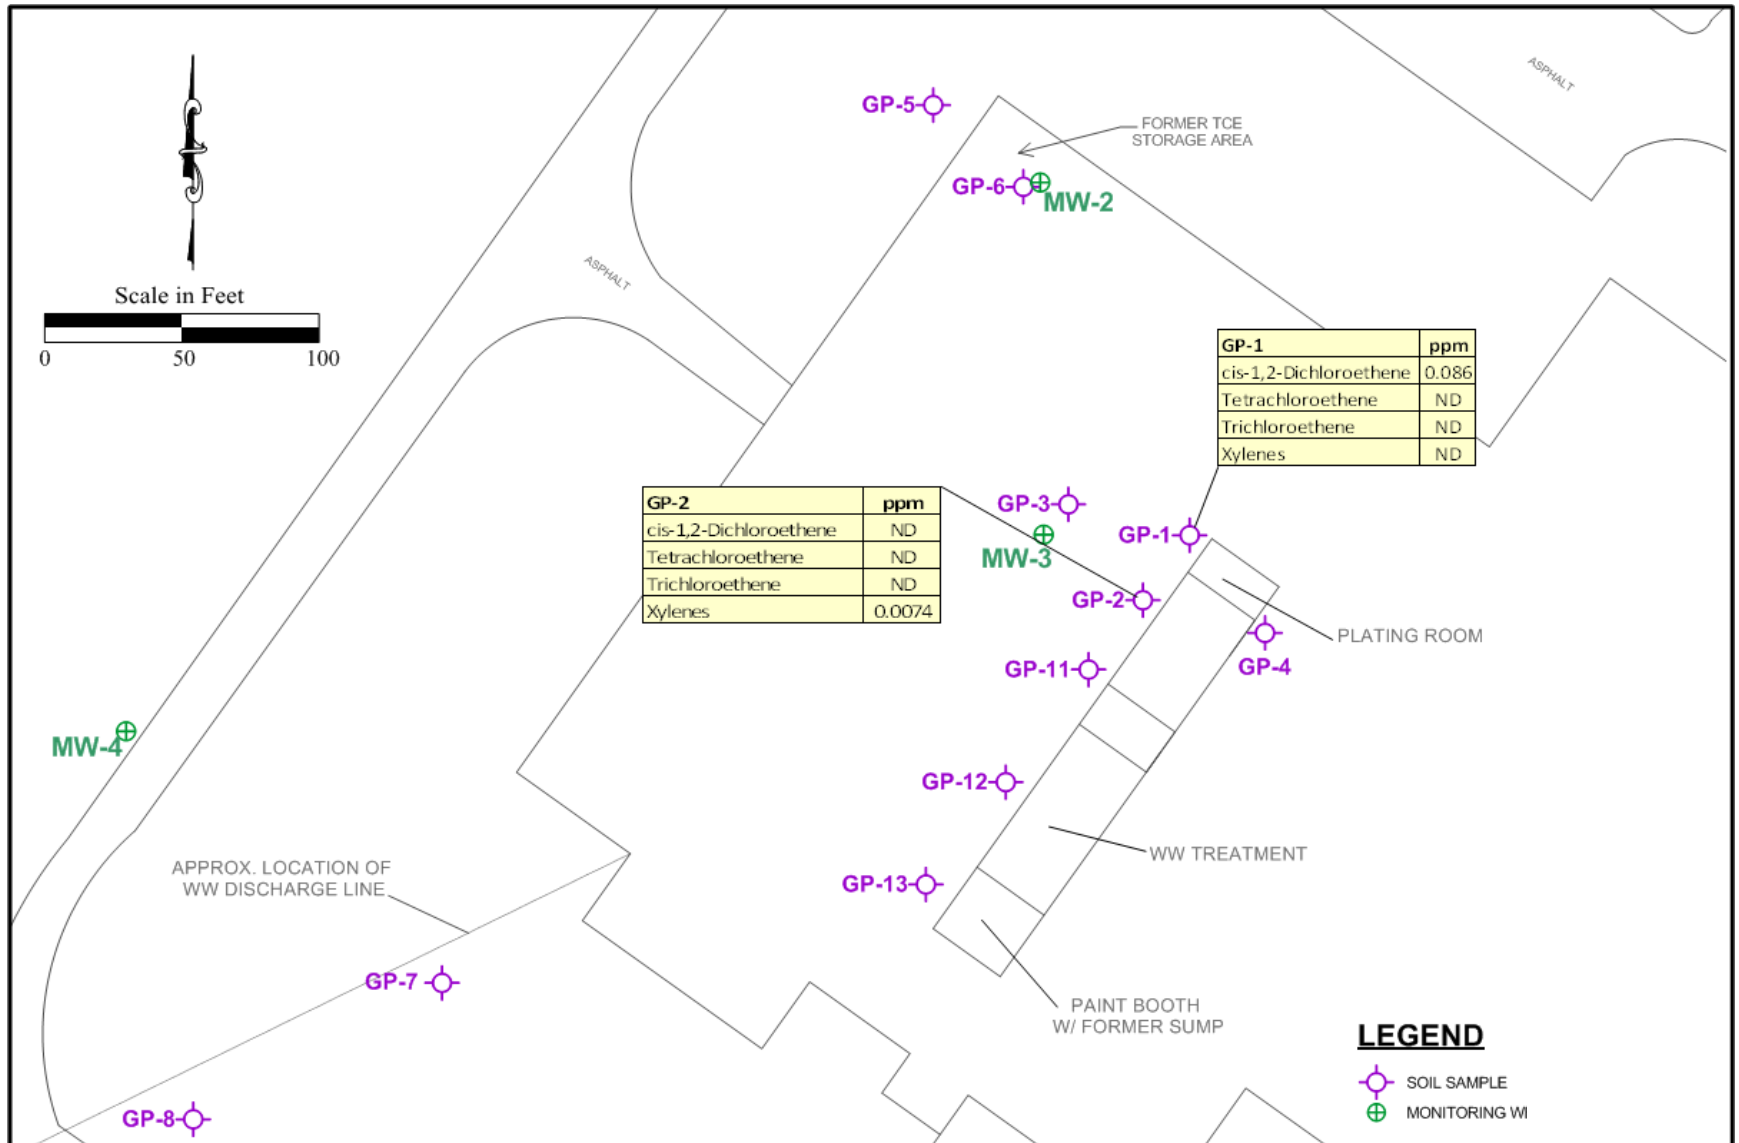 GP-5
FORMER TCE
STORAGE AREA
ASPHALT
GP-6
MW-2
ASPHALT
Scale in Feet
0 50 100
GP-1 ppm
cis-1,2-Dichloroethene 0.086
Tetrachloroethene ND
Trichloroethene ND
Xylenes ND
GP-2 ppm
cis-1,2-Dichloroethene ND
Tetrachloroethene ND
Trichloroethene ND
Xylenes 0.0074
GP-3
MW-3
GP-1
GP-2
PLATING ROOM
GP-4
GP-11
MW-4
GP-12
WW TREATMENT
APPROX. LOCATION OF
WW DISCHARGE LINE
GP-13
GP-7
PAINT BOOTH
W/ FORMER SUMP
GP-8
LEGEND
SOIL SAMPLE
MONITORING